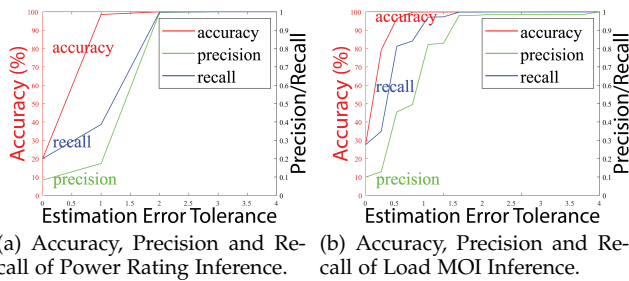 100
90
80
70
60
50
40
30
20
10
0
Accuracy (%)
accuracy
recall
precision
accuracy
precision
recall
1
0.9
0.8
0.7
0.6
0.5
0.4
0.3
0.2
0.1
0
Precision/Recall
0 0.5 1 1.5 2 2.5 3 3.5 4
Estimation Error Tolerance
100
90
80
70
60
50
40
30
20
10
0
Accuracy (%)
accuracy
recall
precision
accuracy
precision
recall
1
0.9
0.8
0.7
0.6
0.5
0.4
0.3
0.2
0.1
0
Precision/Recall
0 0.5 1 1.5 2 2.5 3 3.5 4
Estimation Error Tolerance
(a) Accuracy, Precision and Re-
call of Power Rating Inference.
(b) Accuracy, Precision and Re-
call of Load MOI Inference.